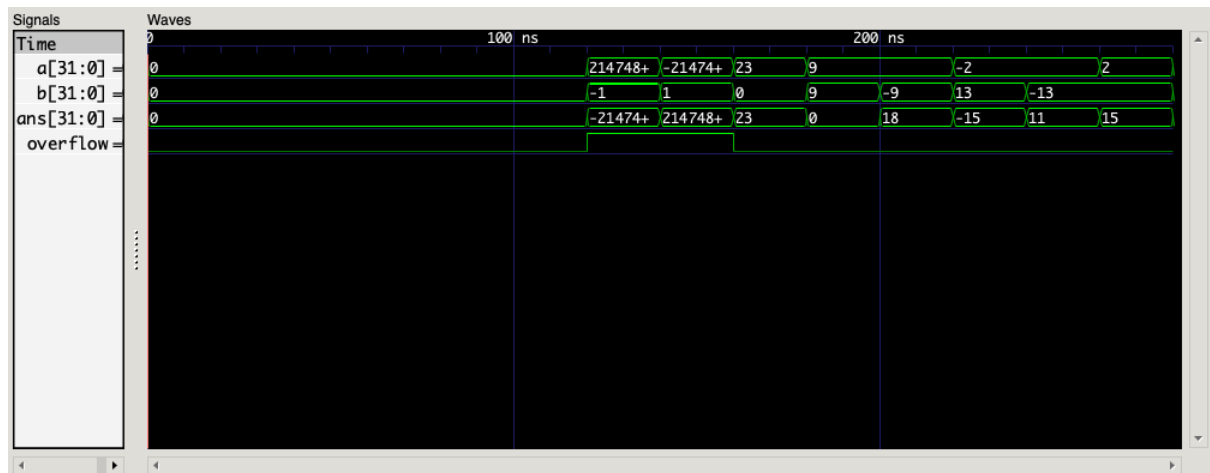 Signals Waves
Time 0 100 ns 200 ns
a[31:0] = 0 214748+ -21474+ 23 9 -2 2
b[31:0] = 0 -1 1 0 9 -9 13 -13
ans[31:0] = 0 -21474+ 214748+ 23 0 18 -15 11 15
overflow =